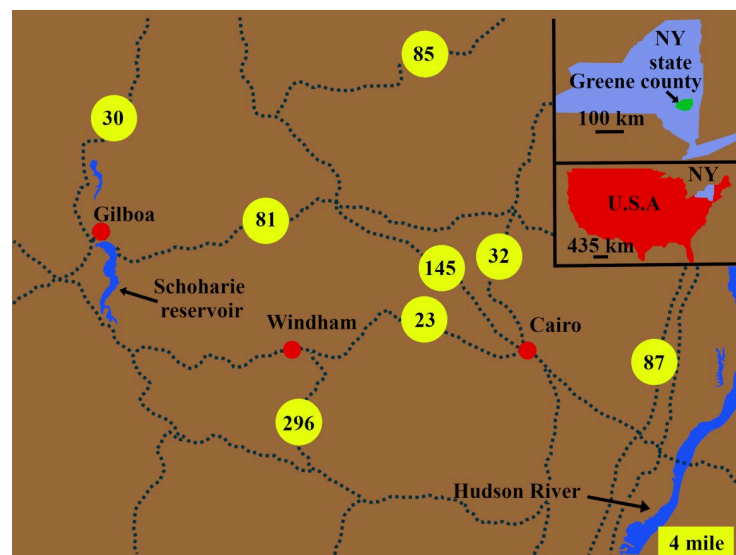 85
NY
state
Greene county
100 km
30
NY
U.S.A
435 km
Gilboa
81
32
145
Schoharie
reservoir
Windham
23
Cairo
87
296
Hudson River
4 mile